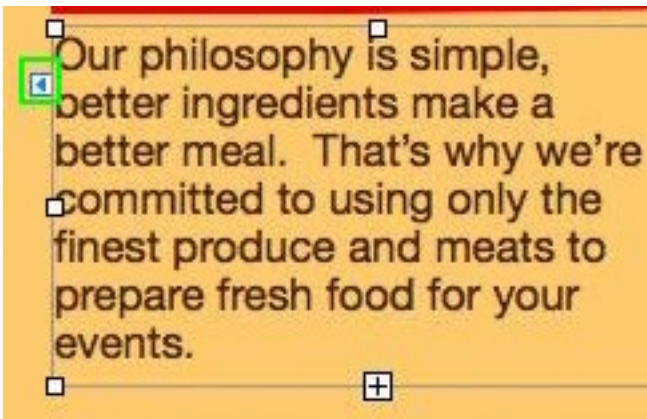 Our philosophy is simple,
better ingredients make a
better meal.  That's why we're
committed to using only the
finest produce and meats to
prepare fresh food for your
events.